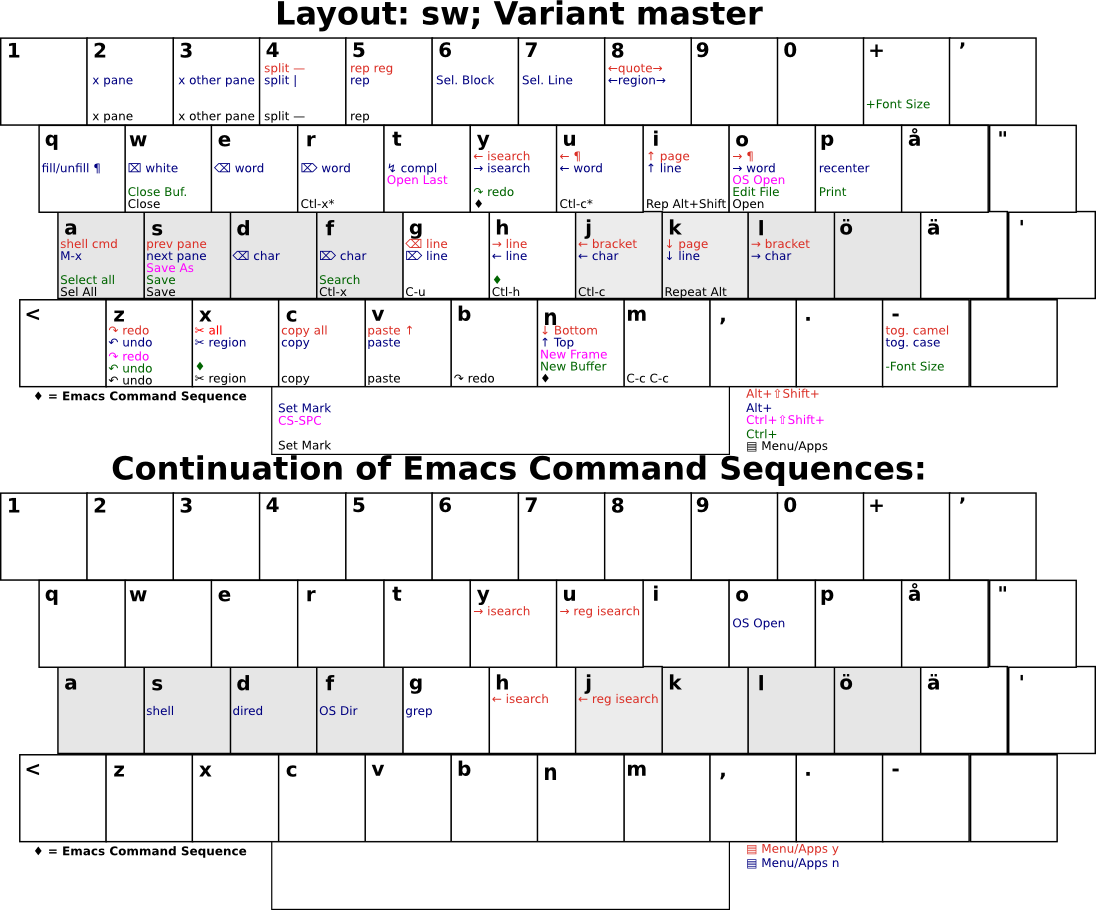 Layout: sw; Variant master
1 2 3 4 5 6 7 8 9 0 + ’
split — rep reg ←quote→
x pane x other pane split | rep Sel. Block Sel. Line ←region→
+Font Size
x pane x other pane split — rep
q w e r t y u i o p å "
← isearch ← ¶ ↑ page → ¶
fill/unfill ¶ ⌧ white ⌫ word ⌦ word ↯ compl → isearch ← word ↑ line → word recenter
Open Last OS Open
Close Buf. ↷ redo Edit File Print
Close Ctl-x* ♦ Ctl-c* Rep Alt+Shift Open
a s d f g h j k l ö ä '
shell cmd prev pane ⌫ line → line ← bracket ↓ page → bracket
M-x next pane ⌫ char ⌦ char ⌦ line ← line ← char ↓ line → char
Save As
Select all Save Search ♦
Sel All Save Ctl-x C-u Ctl-h Ctl-c Repeat Alt
< z x c v b n m , . -
↷ redo ✂ all copy all paste ↑ ↓ Bottom tog. camel
↶ undo ✂ region copy paste ↑ Top tog. case
↷ redo New Frame
↶ undo ♦ New Buffer -Font Size
↶ undo ✂ region copy paste ↷ redo ♦ C-c C-c
♦ = Emacs Command Sequence
Set Mark
CS-SPC
Set Mark
Alt+⇧Shift+
Alt+
Ctrl+⇧Shift+
Ctrl+
▤ Menu/Apps
Continuation of Emacs Command Sequences:
1 2 3 4 5 6 7 8 9 0 + ’
q w e r t y u i o p å "
→ isearch → reg isearch
OS Open
a s d f g h j k l ö ä '
← isearch ← reg isearch
shell dired OS Dir grep
< z x c v b n m , . -
♦ = Emacs Command Sequence
▤ Menu/Apps y
▤ Menu/Apps n